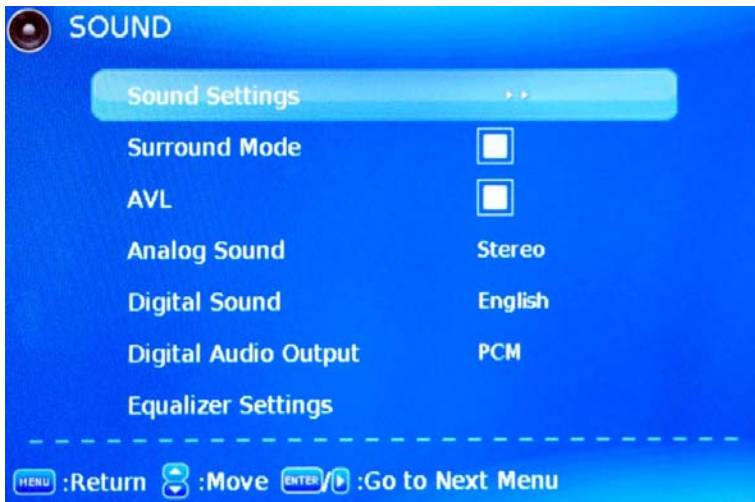 SOUND
Sound Settings
Surround Mode
AVL
Analog Sound Stereo
Digital Sound English
Digital Audio Output PCM
Equalizer Settings
MENU :Return :Move ENTER/ :Go to Next Menu